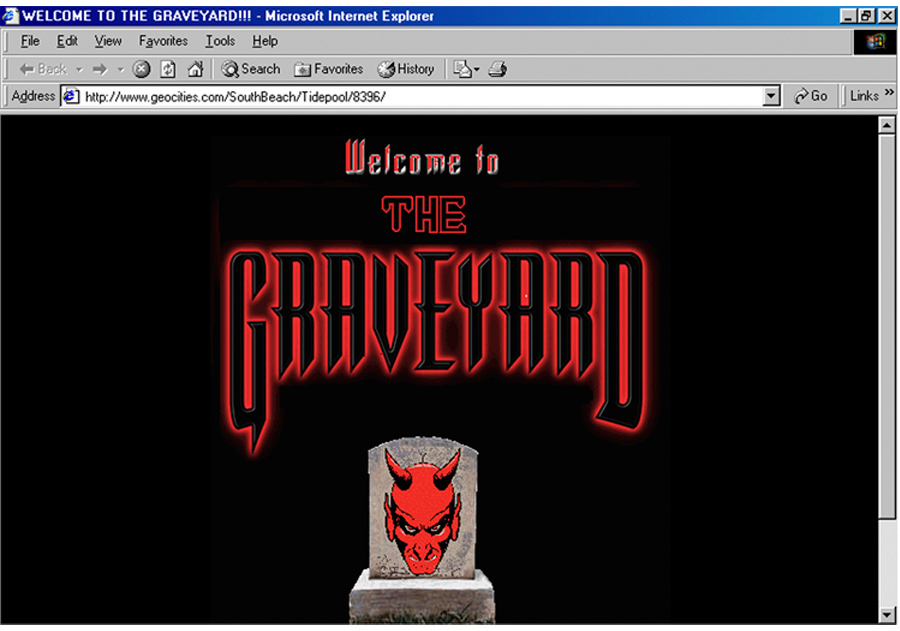 WELCOME TO THE GRAVEYARD!!! - Microsoft Internet Explorer
File Edit View Favorites Tools Help
Back Search Favorites History
Address http://www.geocities.com/SouthBeach/Tidepool/8396/ Go Links »
Welcome to
THE
GRAVEYARD